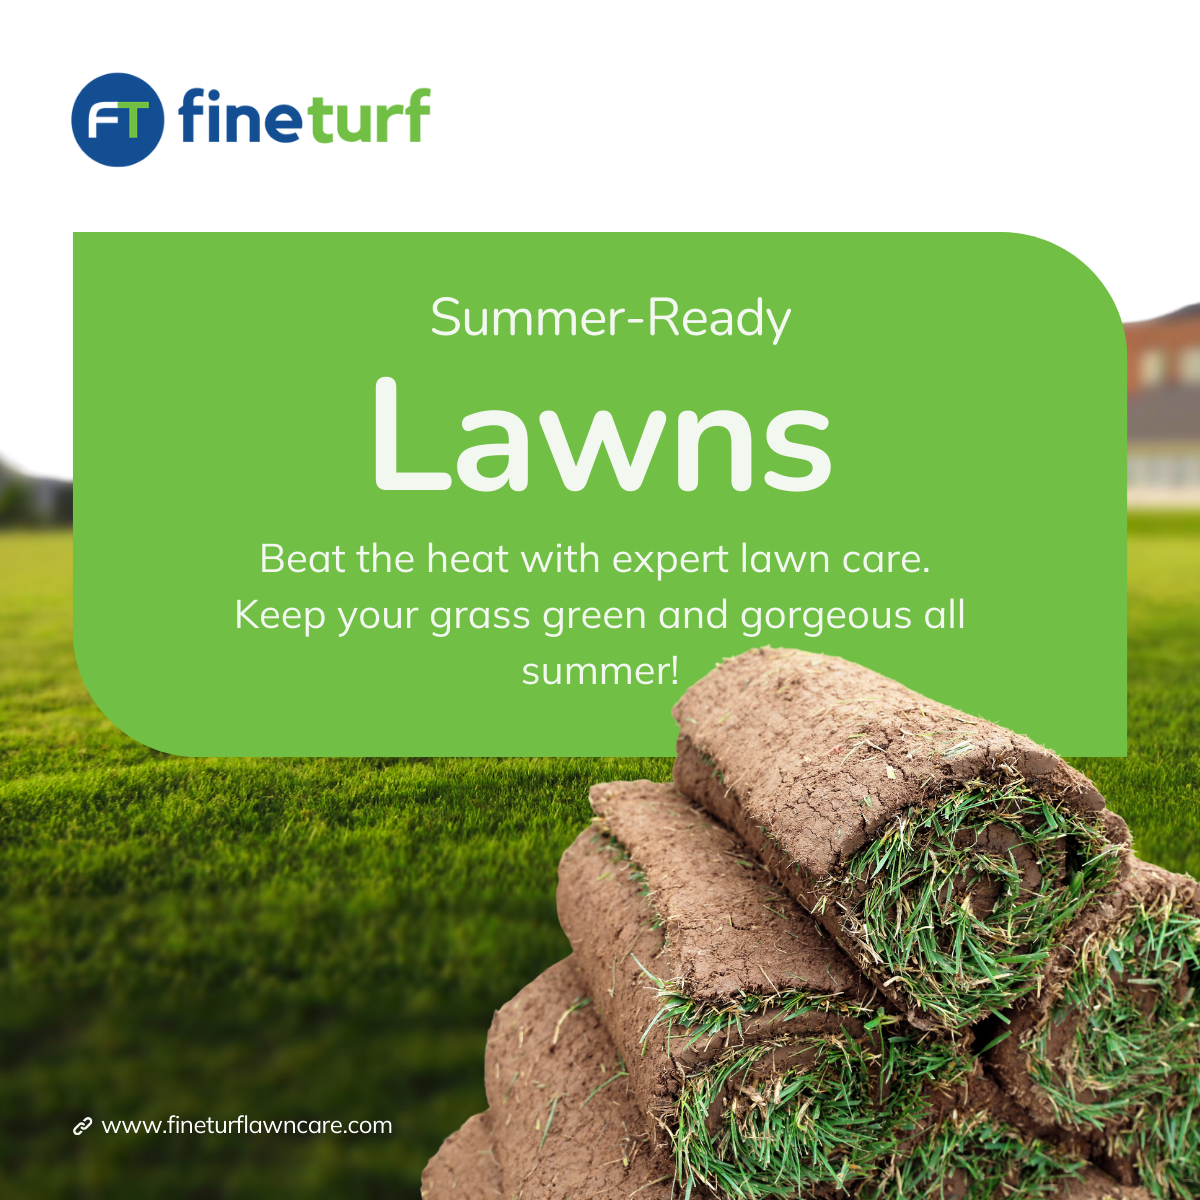 FT fineturf
Summer-Ready
Lawns
Beat the heat with expert lawn care.
Keep your grass green and gorgeous all
summer!
www.fineturflawncare.com